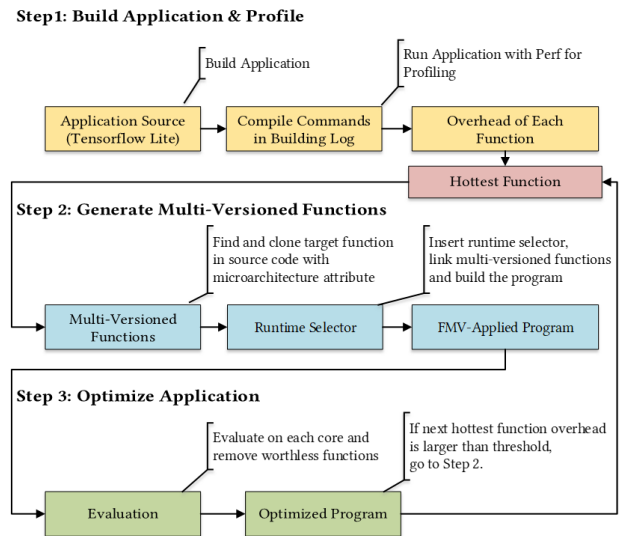 Step1: Build Application & Profile
Build Application
Run Application with Perf for
Profiling
Application Source
(Tensorflow Lite)
Compile Commands
in Building Log
Overhead of Each
Function
Hottest Function
Step 2: Generate Multi-Versioned Functions
Find and clone target function
in source code with
microarchitecture attribute
Insert runtime selector,
link multi-versioned functions
and build the program
Multi-Versioned
Functions
Runtime Selector
FMV-Applied Program
Step 3: Optimize Application
Evaluate on each core and
remove worthless functions
If next hottest function overhead
is larger than threshold,
go to Step 2.
Evaluation
Optimized Program